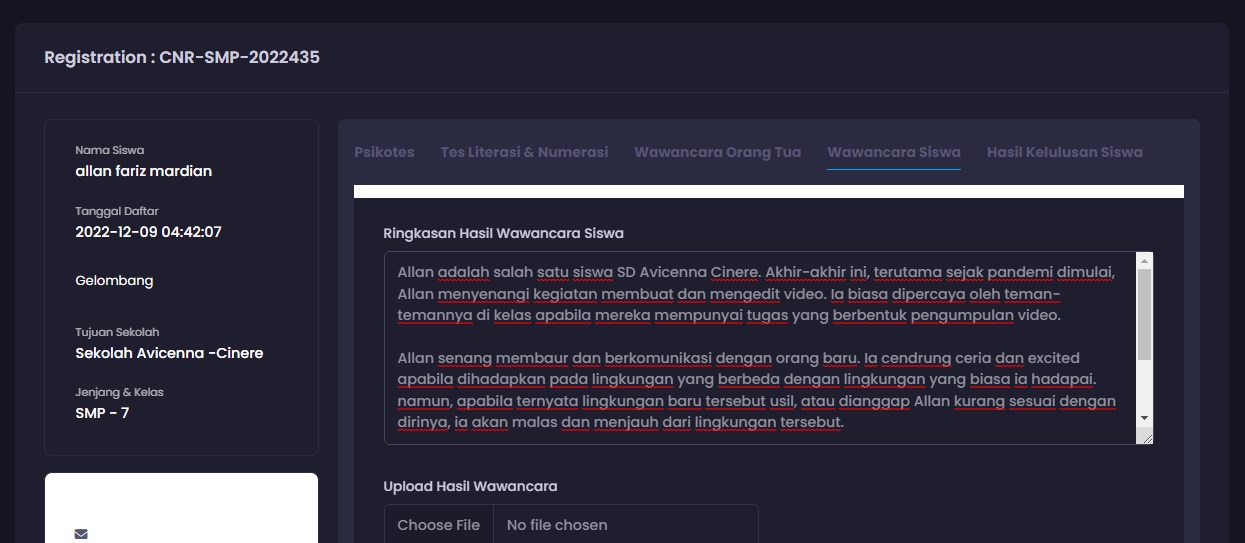 Registration : CNR-SMP-2022435
Nama Siswa
allan fariz mardian
Tanggal Daftar
2022-12-09 04:42:07
Gelombang
Tujuan Sekolah
Sekolah Avicenna -Cinere
Jenjang & Kelas
SMP - 7
Psikotes
Tes Literasi & Numerasi
Wawancara Orang Tua
Wawancara Siswa
Hasil Kelulusan Siswa
Ringkasan Hasil Wawancara Siswa
Allan adalah salah satu siswa SD Avicenna Cinere. Akhir-akhir ini, terutama sejak pandemi dimulai,
Allan menyenangi kegiatan membuat dan mengedit video. Ia biasa dipercaya oleh teman-
temannya di kelas apabila mereka mempunyai tugas yang berbentuk pengumpulan video.
Allan senang membaur dan berkomunikasi dengan orang baru. Ia cendrung ceria dan excited
apabila dihadapkan pada lingkungan yang berbeda dengan lingkungan yang biasa ia hadapai.
namun, apabila ternyata lingkungan baru tersebut usil, atau dianggap Allan kurang sesuai dengan
dirinya, ia akan malas dan menjauh dari lingkungan tersebut.
Upload Hasil Wawancara
Choose File
No file chosen